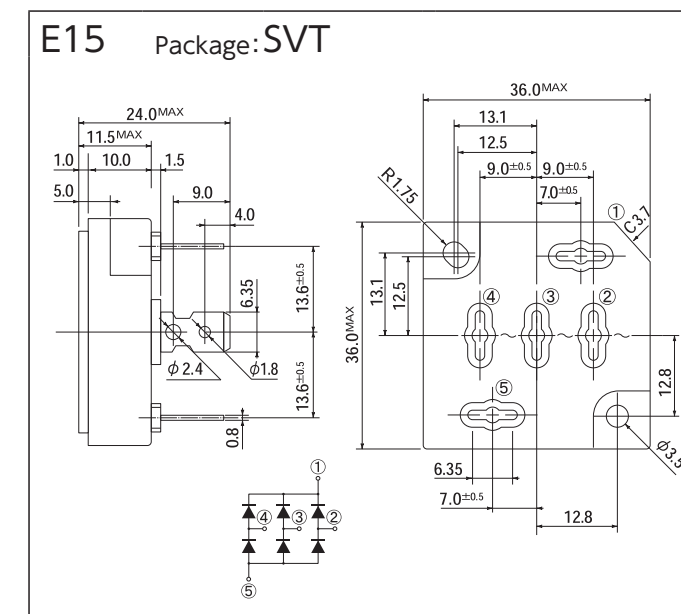 E15 Package:SVT
24.0MAX
11.5MAX
1.0 10.0 1.5
5.0
9.0
4.0
6.35
13.6±0.5
13.6±0.5
ϕ2.4
ϕ1.8
0.8
36.0MAX
13.1
12.5
9.0±0.5 9.0±0.5
7.0±0.5
R1.75
①
C3.7
13.1
12.5
36.0MAX
④ ③ ②
⑤
12.8
6.35
7.0±0.5
12.8
ϕ3.5
①
④ ③ ②
⑤